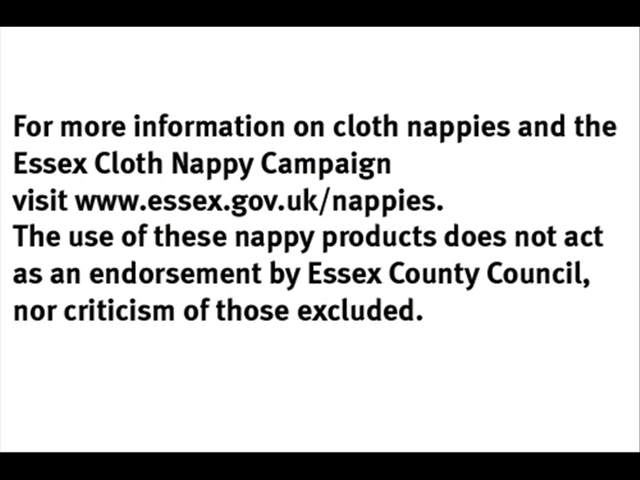 For more information on cloth nappies and the
Essex Cloth Nappy Campaign
visit www.essex.gov.uk/nappies.
The use of these nappy products does not act
as an endorsement by Essex County Council,
nor criticism of those excluded.